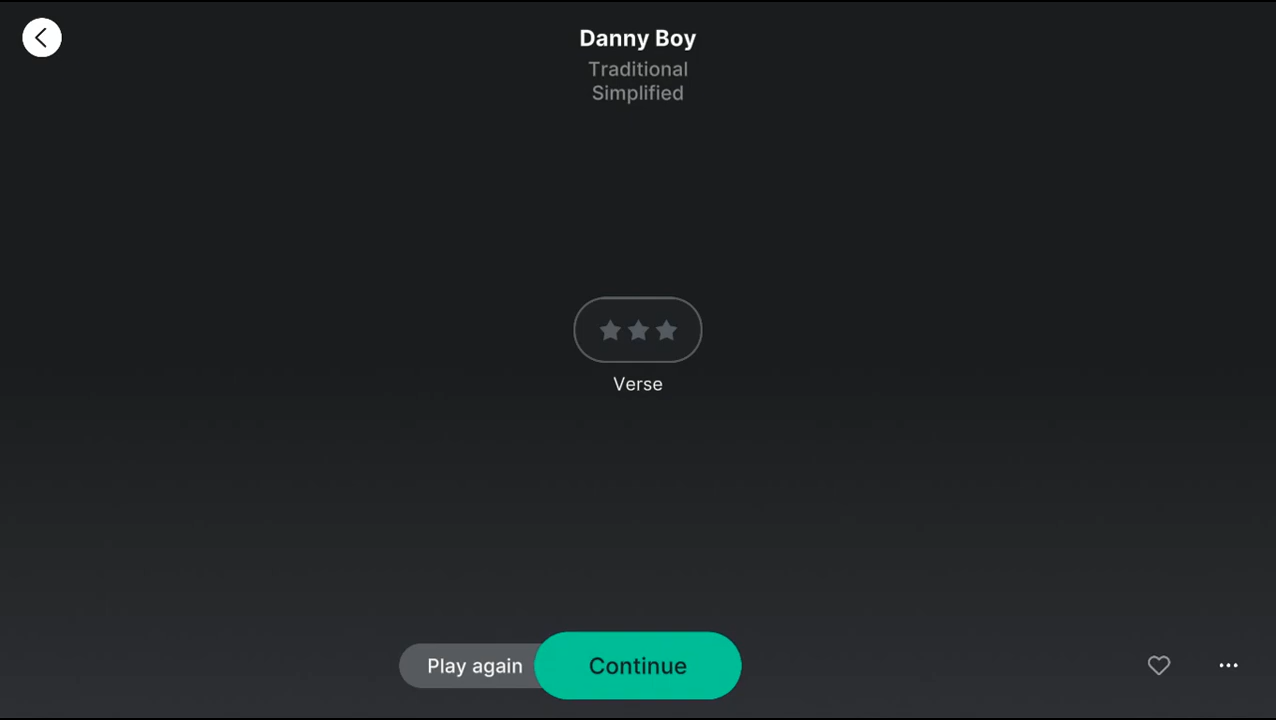 Danny Boy
Traditional
Simplified
Verse
Play again
Continue